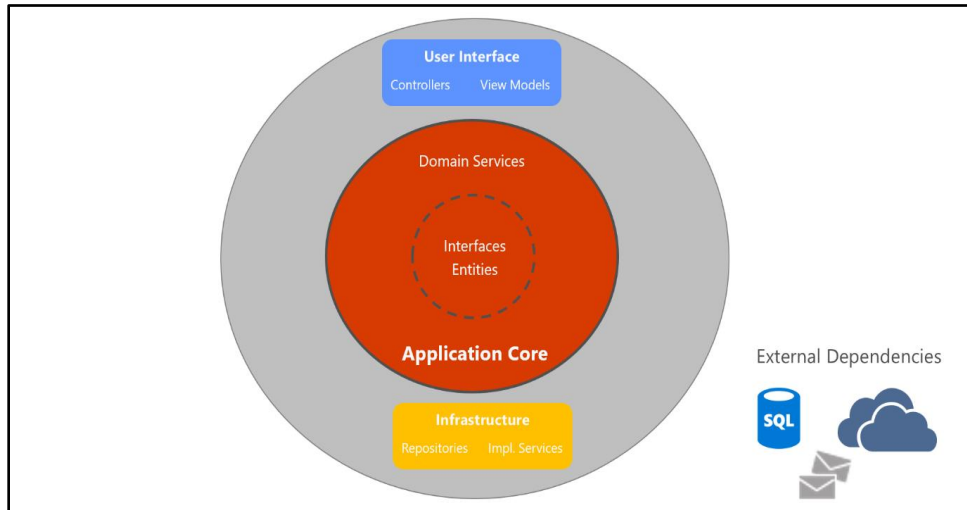 User Interface
Controllers View Models
Domain Services
Interfaces
Entities
Application Core
External Dependencies
SQL
Infrastructure
Repositories Impl. Services